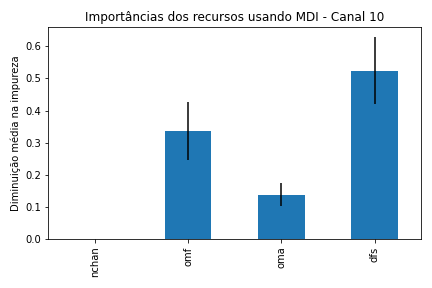 Importâncias dos recursos usando MDI - Canal 10
Diminuição média na impureza
0.6
0.5
0.4
0.3
0.2
0.1
0.0
nchan
omf
oma
dfs